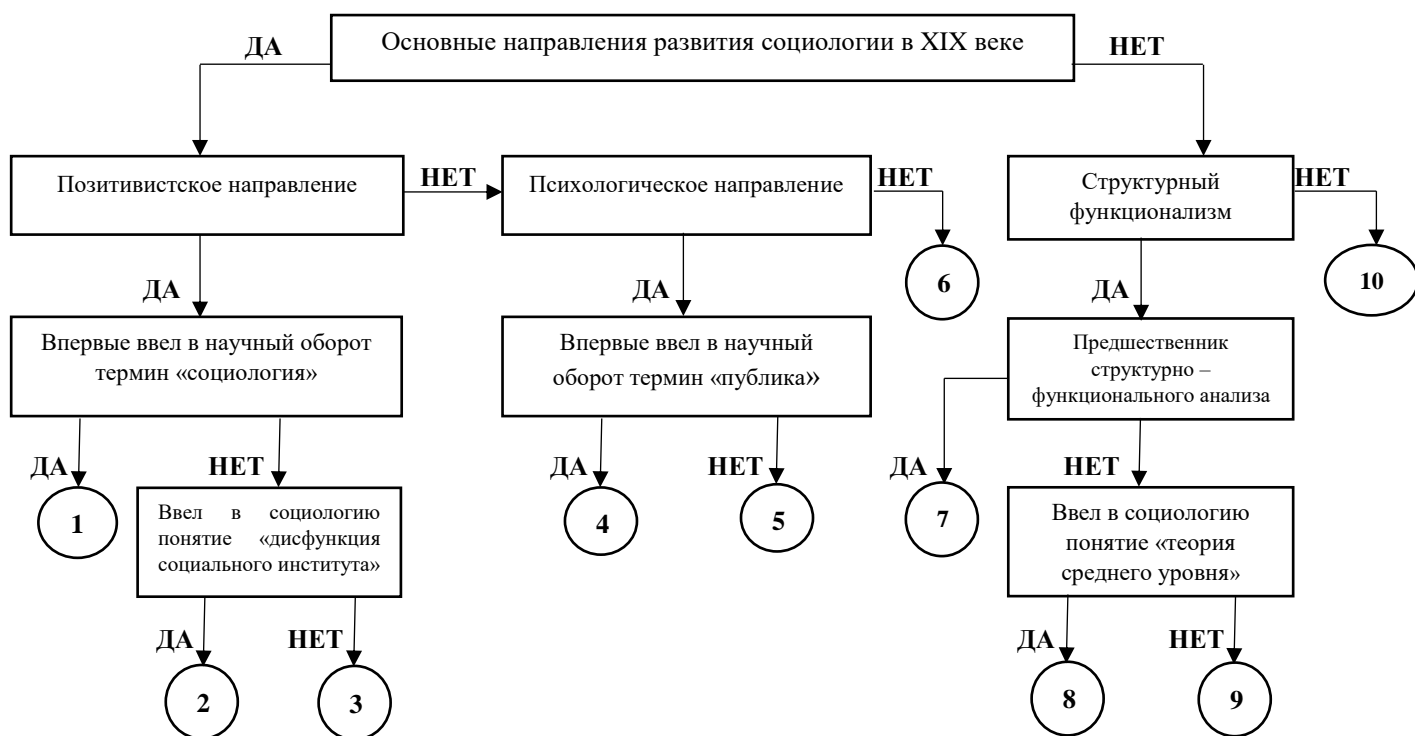 Основные направления развития социологии в XIX веке
ДА
НЕТ
Позитивистское направление
НЕТ
Психологическое направление
НЕТ
Структурный
функционализм
НЕТ
6
10
ДА
ДА
ДА
Впервые ввел в научный оборот
термин «социология»
Впервые ввел в научный
оборот термин «публика»
Предшественник
структурно –
функционального анализа
ДА
НЕТ
ДА
НЕТ
ДА
НЕТ
1
4
5
7
Ввел в социологию
понятие «дисфункция
социального института»
Ввел в социологию
понятие «теория
среднего уровня»
ДА
НЕТ
ДА
НЕТ
2
3
8
9